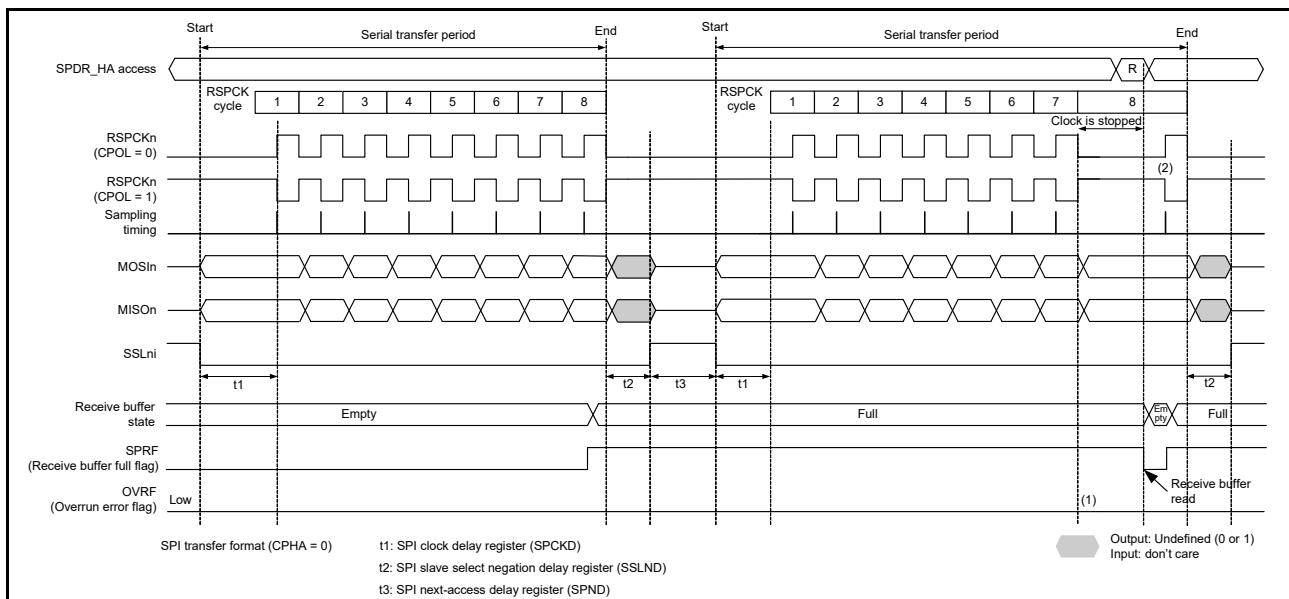 Start
Serial transfer period
End
Start
Serial transfer period
End
SPDR_HA access
R
RSPCK
cycle
1 2 3 4 5 6 7 8
RSPCK
cycle
1 2 3 4 5 6 7 8
Clock is stopped
RSPCKn
(CPOL = 0)
(2)
RSPCKn
(CPOL = 1)
Sampling
timing
MOSIn
MISOn
SSLni
t1
t2
t3
t1
t2
Receive buffer
state
Empty
Full
Em
pty
Full
SPRF
(Receive buffer full flag)
Receive buffer
read
OVRF
(Overrun error flag)
Low
(1)
SPI transfer format (CPHA = 0)
t1: SPI clock delay register (SPCKD)
t2: SPI slave select negation delay register (SSLND)
t3: SPI next-access delay register (SPND)
Output: Undefined (0 or 1)
Input: don't care